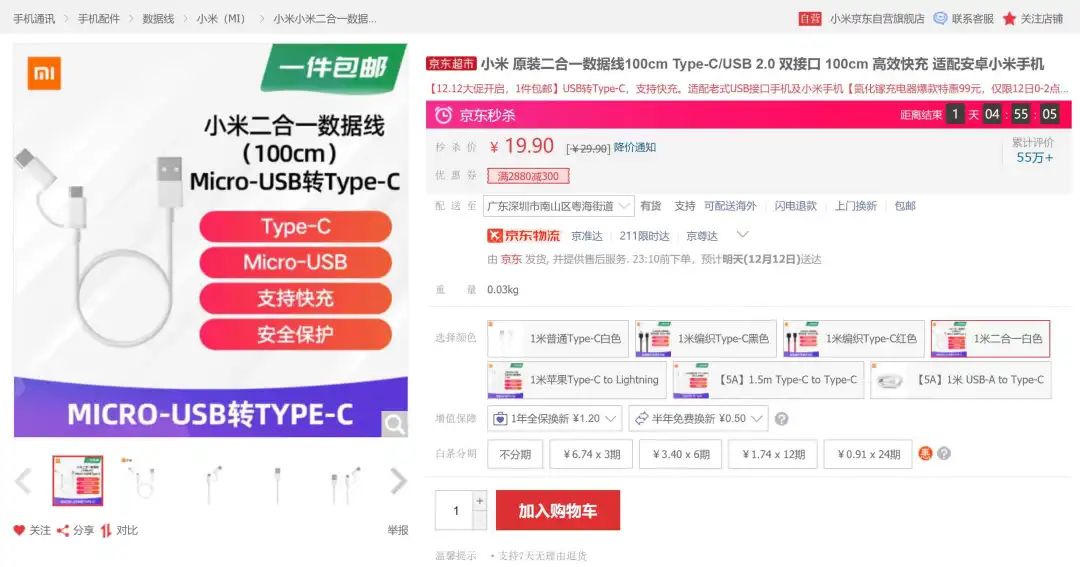 手机通讯 > 手机配件 > 数据线 > 小米（MI） > 小米小米二合一数据...
自营 小米京东自营旗舰店 联系客服 关注店铺
mi
一件包邮
小米二合一数据线
（100cm）
Micro-USB转Type-C
Type-C
Micro-USB
支持快充
安全保护
MICRO-USB转TYPE-C
关注 分享 对比 举报
京东超市 小米 原装二合一数据线100cm Type-C/USB 2.0 双接口 100cm 高效快充 适配安卓小米手机
【12.12大促开启，1件包邮】USB转Type-C，支持快充。适配老式USB接口手机及小米手机【氮化镓充电器爆款特惠99元，仅限12日0-2点...
京东秒杀 距离结束 1 天 04 : 55 : 05
秒杀价 ￥19.90 [￥29.90] 降价通知
累计评价
55万+
优惠券 满2880减300
配送至 广东深圳市南山区粤海街道 有货 支持 可配送海外 闪电退款 上门换新 包邮
京东物流 京准达 211限时达 京尊达
由 京东 发货, 并提供售后服务. 23:10前下单，预计明天(12月12日)送达
重量 0.03kg
选择颜色 1米普通Type-C白色 1米编织Type-C黑色 1米编织Type-C红色 1米二合一白色
1米苹果Type-C to Lightning 【5A】1.5m Type-C to Type-C 【5A】1米 USB-A to Type-C
增值保障 1年全保换新 ¥1.20 半年免费换新 ¥0.50 ?
白条分期 不分期 ￥6.74 x 3期 ￥3.40 x 6期 ￥1.74 x 12期 ￥0.91 x 24期 惠 ?
1 + 加入购物车
温馨提示 • 支持7天无理由退货